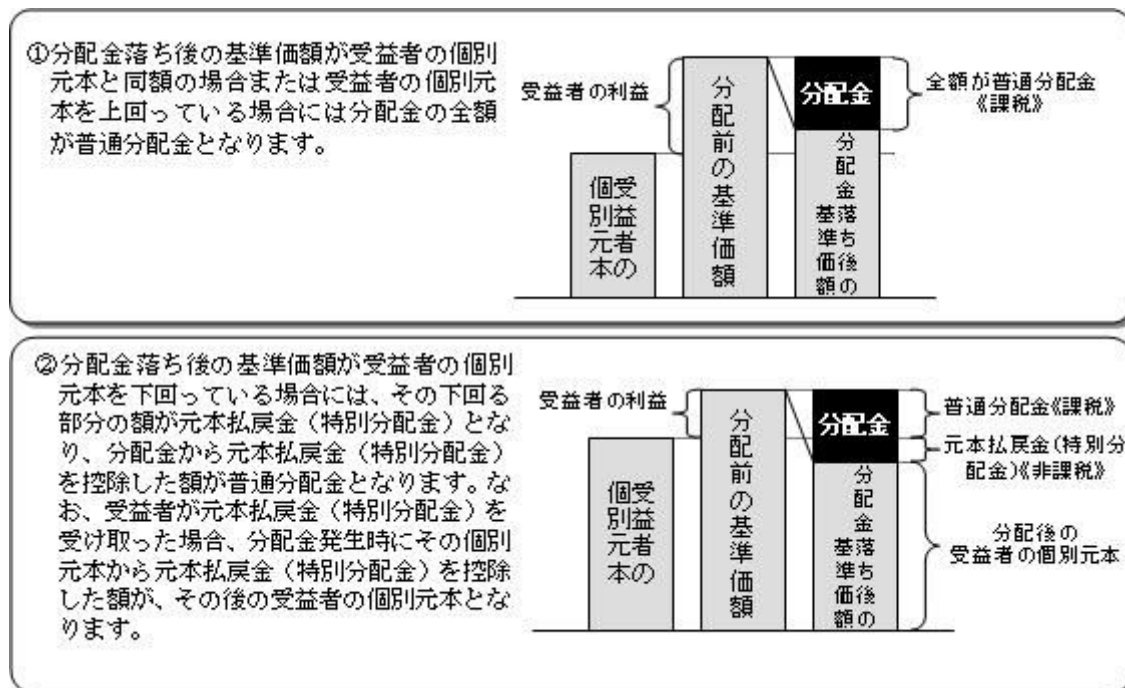 ①分配金落ち後の基準価額が受益者の個別
元本と同額の場合または受益者の個別元
本を上回っている場合には分配金の全額
が普通分配金となります。
受益者の利益
受益者の
個別元本
分配前の基準価額
分配金
分配金落ち後の
基準価額
全額が普通分配金
《課税》
②分配金落ち後の基準価額が受益者の個別
元本を下回っている場合には、その下回る
部分の額が元本払戻金（特別分配金）とな
り、分配金から元本払戻金（特別分配金）
を控除した額が普通分配金となります。な
お、受益者が元本払戻金（特別分配金）を
受け取った場合、分配金発生時にその個別
元本から元本払戻金（特別分配金）を控除
した額が、その後の受益者の個別元本とな
ります。
受益者の利益
受益者の
個別元本
分配前の基準価額
分配金
分配金落ち後の
基準価額
普通分配金《課税》
元本払戻金（特別分
配金）《非課税》
分配後の
受益者の個別元本